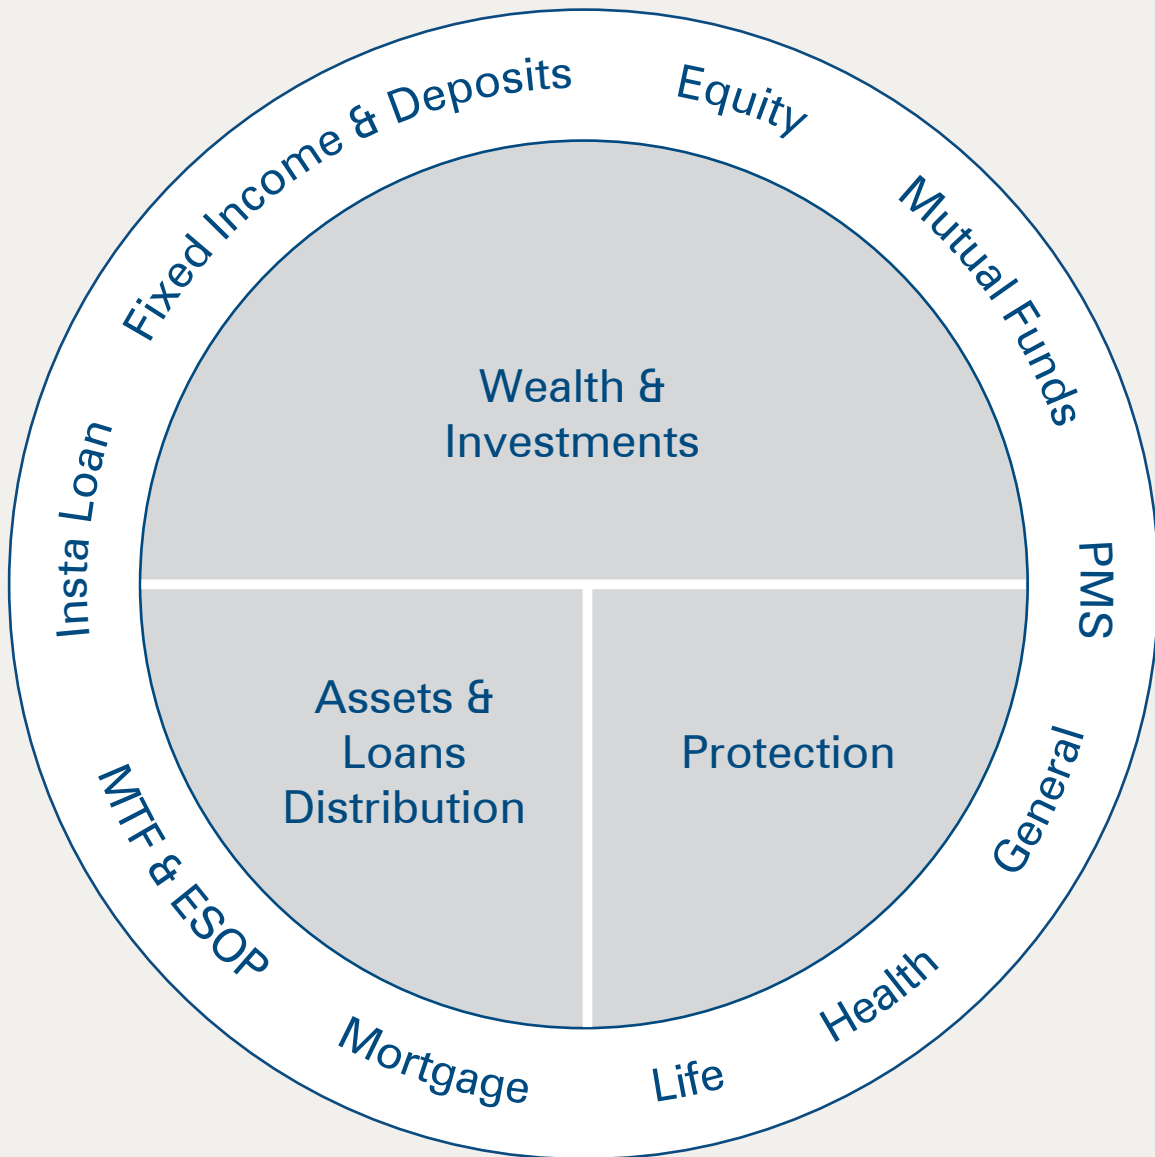 Fixed Income & Deposits
Equity
Mutual Funds
PMS
General
Health
Life
Mortgage
MTF & ESOP
Insta Loan
Wealth &
Investments
Assets &
Loans
Distribution
Protection